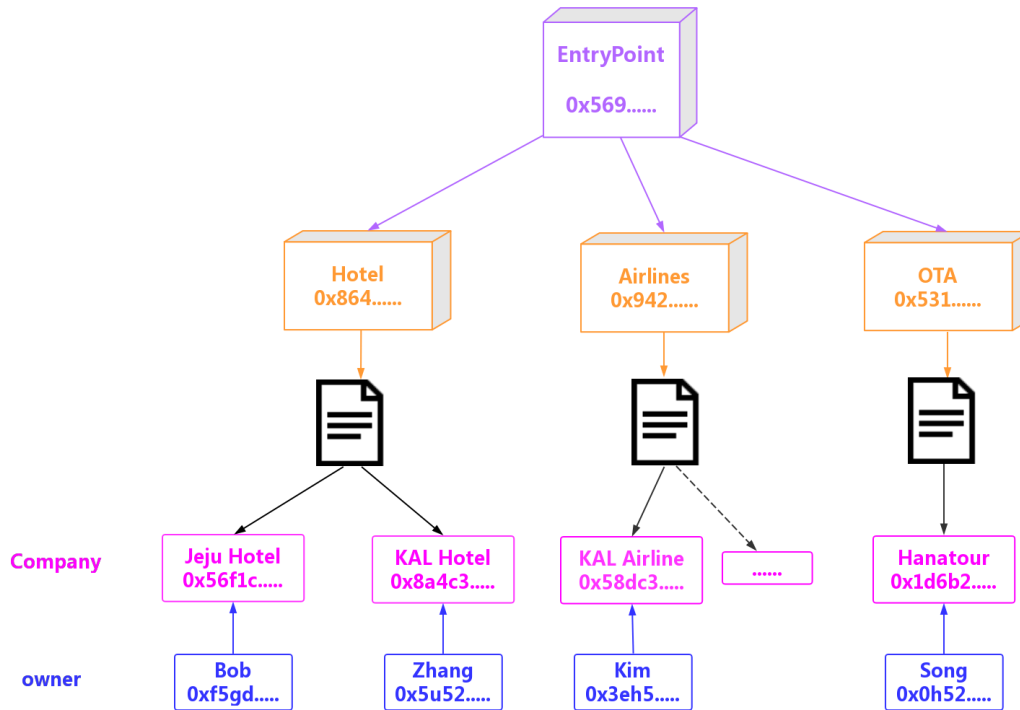 EntryPoint
0x569......
Hotel
0x864......
Airlines
0x942......
OTA
0x531......
Company
Jeju Hotel
0x56f1c.....
KAL Hotel
0x8a4c3.....
KAL Airline
0x58dc3.....
......
Hanatour
0x1d6b2.....
owner
Bob
0xf5gd.....
Zhang
0x5u52.....
Kim
0x3eh5.....
Song
0x0h52.....